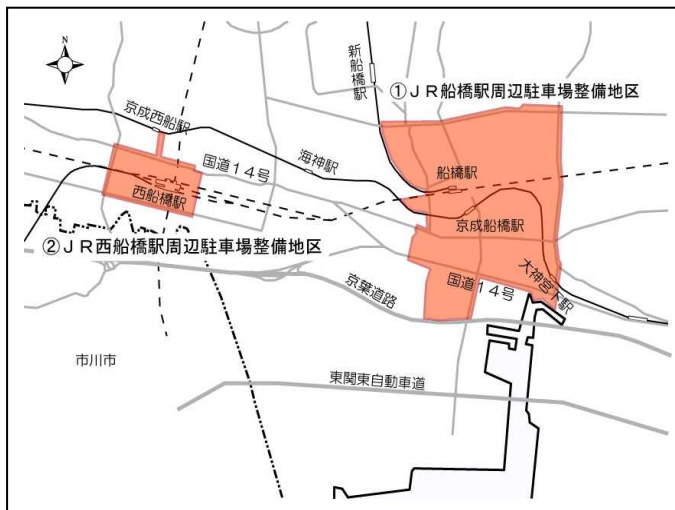 新船橋駅
①ＪＲ船橋駅周辺駐車場整備地区
京成西船駅
国道１４号
海神駅
船橋駅
西船橋駅
京成船橋駅
②ＪＲ西船橋駅周辺駐車場整備地区
大神宮下駅
国道１４号
京葉道路
市川市
東関東自動車道